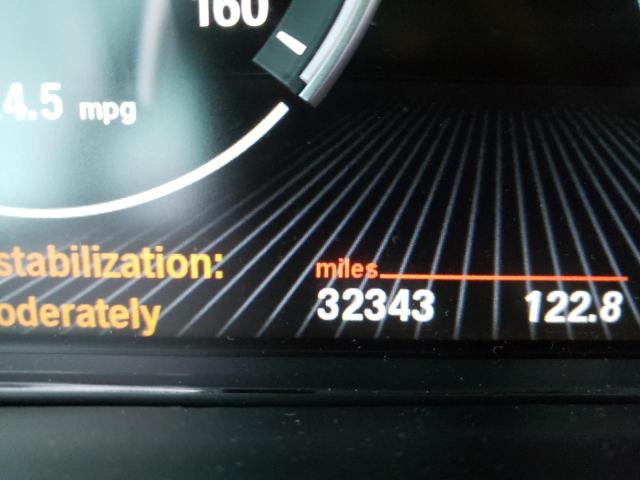 160
4.5 mpg
stabilization:
oderately
miles
32343 122.8